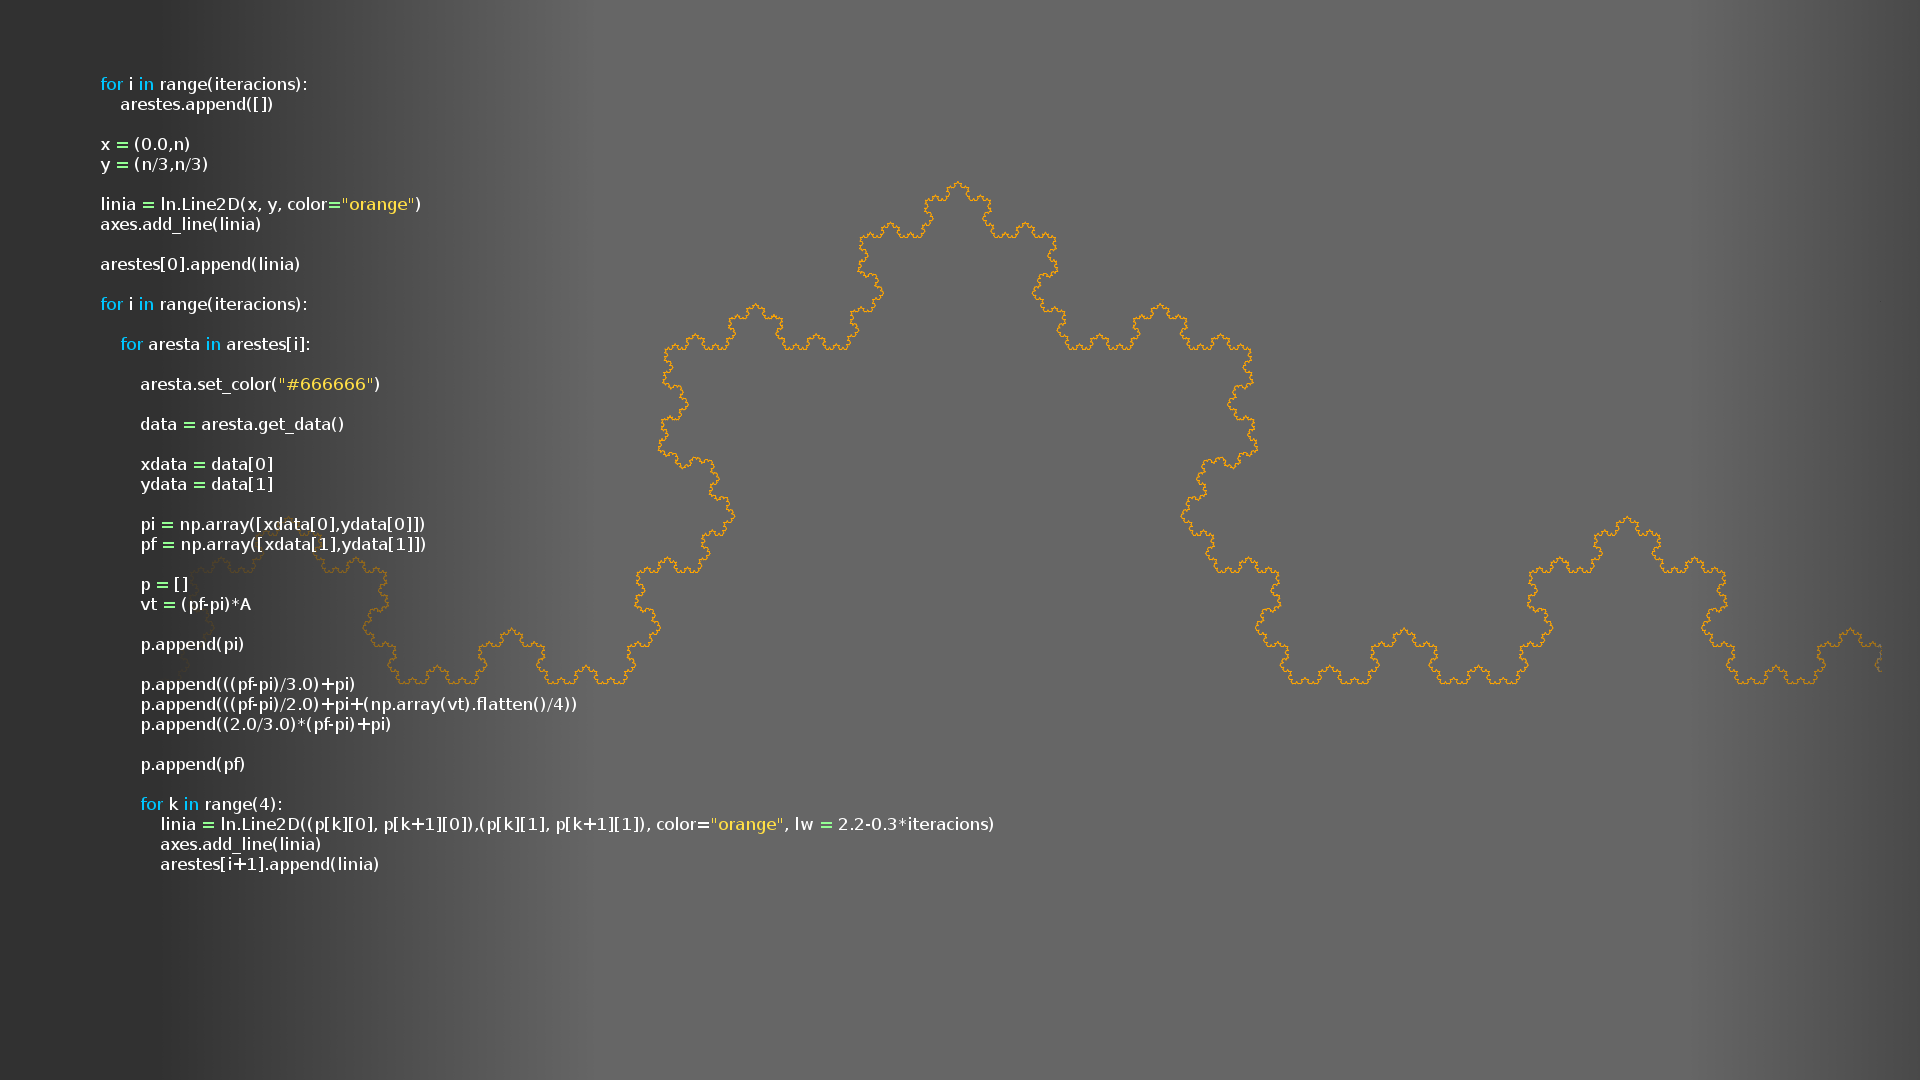 for i in range(iteracions):
    arestes.append([])

x = (0.0,n)
y = (n/3,n/3)

linia = ln.Line2D(x, y, color="orange")
axes.add_line(linia)

arestes[0].append(linia)

for i in range(iteracions):

    for aresta in arestes[i]:

        aresta.set_color("#666666")

        data = aresta.get_data()

        xdata = data[0]
        ydata = data[1]

        pi = np.array([xdata[0],ydata[0]])
        pf = np.array([xdata[1],ydata[1]])

        p = []
        vt = (pf-pi)*A

        p.append(pi)

        p.append(((pf-pi)/3.0)+pi)
        p.append(((pf-pi)/2.0)+pi+(np.array(vt).flatten()/4))
        p.append((2.0/3.0)*(pf-pi)+pi)

        p.append(pf)

        for k in range(4):
            linia = ln.Line2D((p[k][0], p[k+1][0]),(p[k][1], p[k+1][1]), color="orange", lw = 2.2-0.3*iteracions)
            axes.add_line(linia)
            arestes[i+1].append(linia)